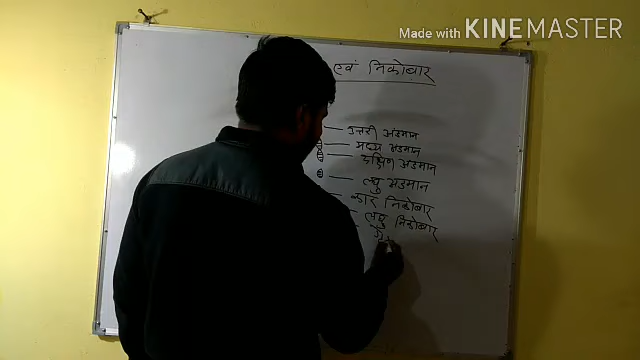 Made with KINEMASTER
एवं निकोबार
उत्तरी अंडमान
मध्य अंडमान
दक्षिण अंडमान
लघु अंडमान
कार निकोबार
लघु निकोबार